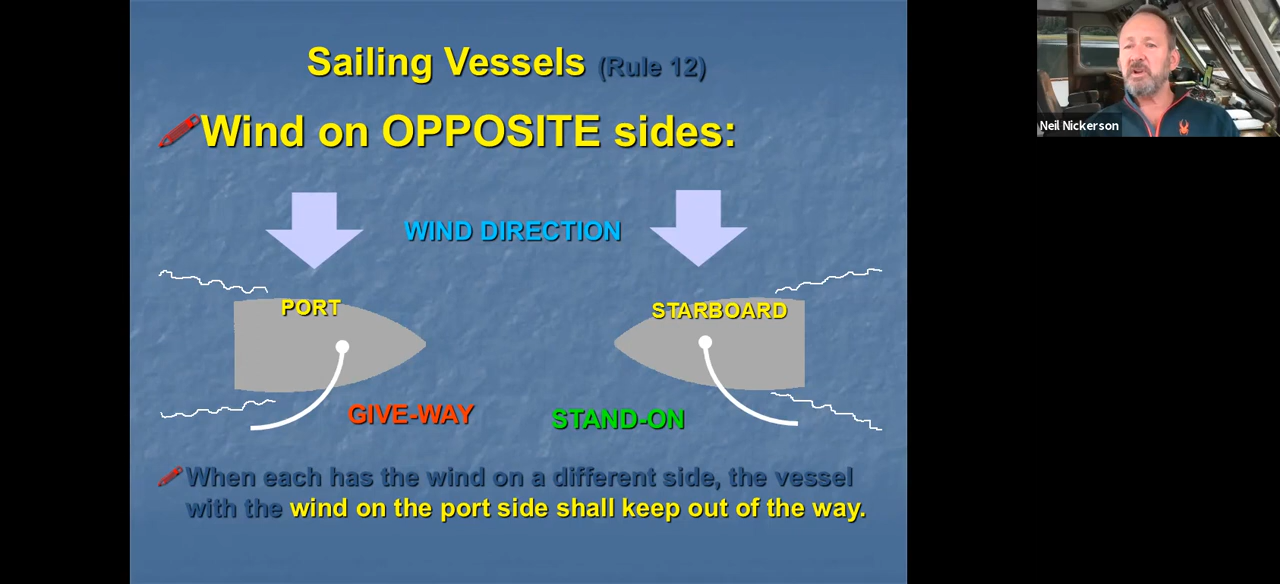 Sailing Vessels (Rule 12)
Wind on OPPOSITE sides:
WIND DIRECTION
PORT
STARBOARD
GIVE-WAY
STAND-ON
When each has the wind on a different side, the vessel
with the wind on the port side shall keep out of the way.
Neil Nickerson